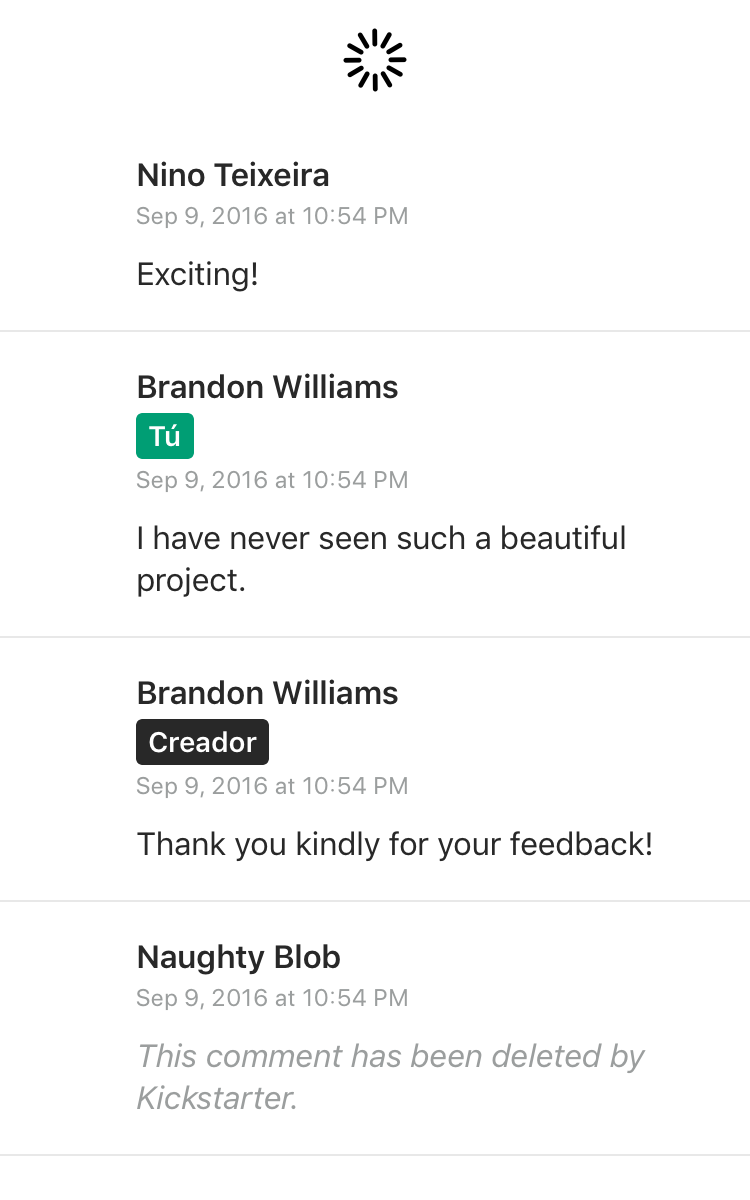 Nino Teixeira
Sep 9, 2016 at 10:54 PM
Exciting!
Brandon Williams
Tú
Sep 9, 2016 at 10:54 PM
I have never seen such a beautiful
project.
Brandon Williams
Creador
Sep 9, 2016 at 10:54 PM
Thank you kindly for your feedback!
Naughty Blob
Sep 9, 2016 at 10:54 PM
This comment has been deleted by
Kickstarter.